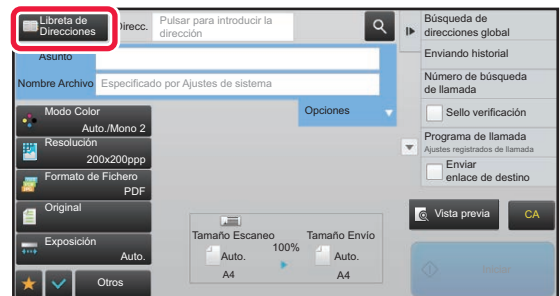 Libreta de
Direcciones
Direcc.
Pulsar para introducir la
dirección
Asunto
Nombre Archivo
Especificado por Ajustes de sistema
Opciones
Modo Color
Auto./Mono 2
Resolución
200x200ppp
Formato de Fichero
PDF
Original
Exposición
Auto.
Otros
Tamaño Escaneo
100%
Tamaño Envío
Auto.
A4
Auto.
A4
Búsqueda de
direcciones global
Enviando historial
Número de búsqueda
de llamada
Sello verificación
Programa de llamada
Ajustes registrados de llamada
Enviar
enlace de destino
Vista previa
CA
Iniciar